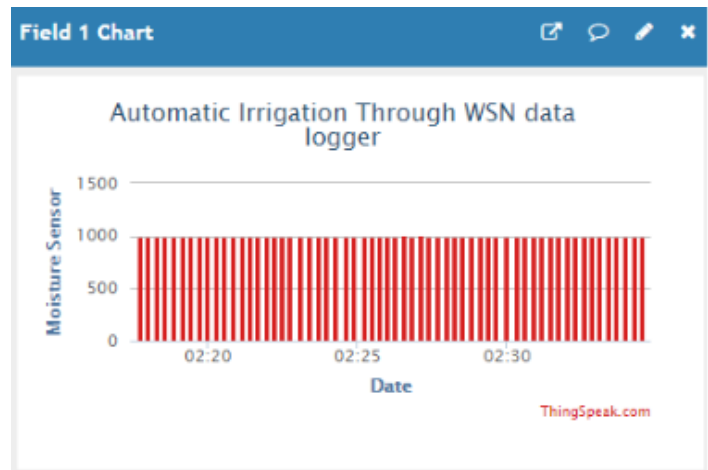 Field 1 Chart
Automatic Irrigation Through WSN data
logger
Moisture Sensor
1500
1000
500
0
02:20 02:25 02:30
Date
ThingSpeak.com